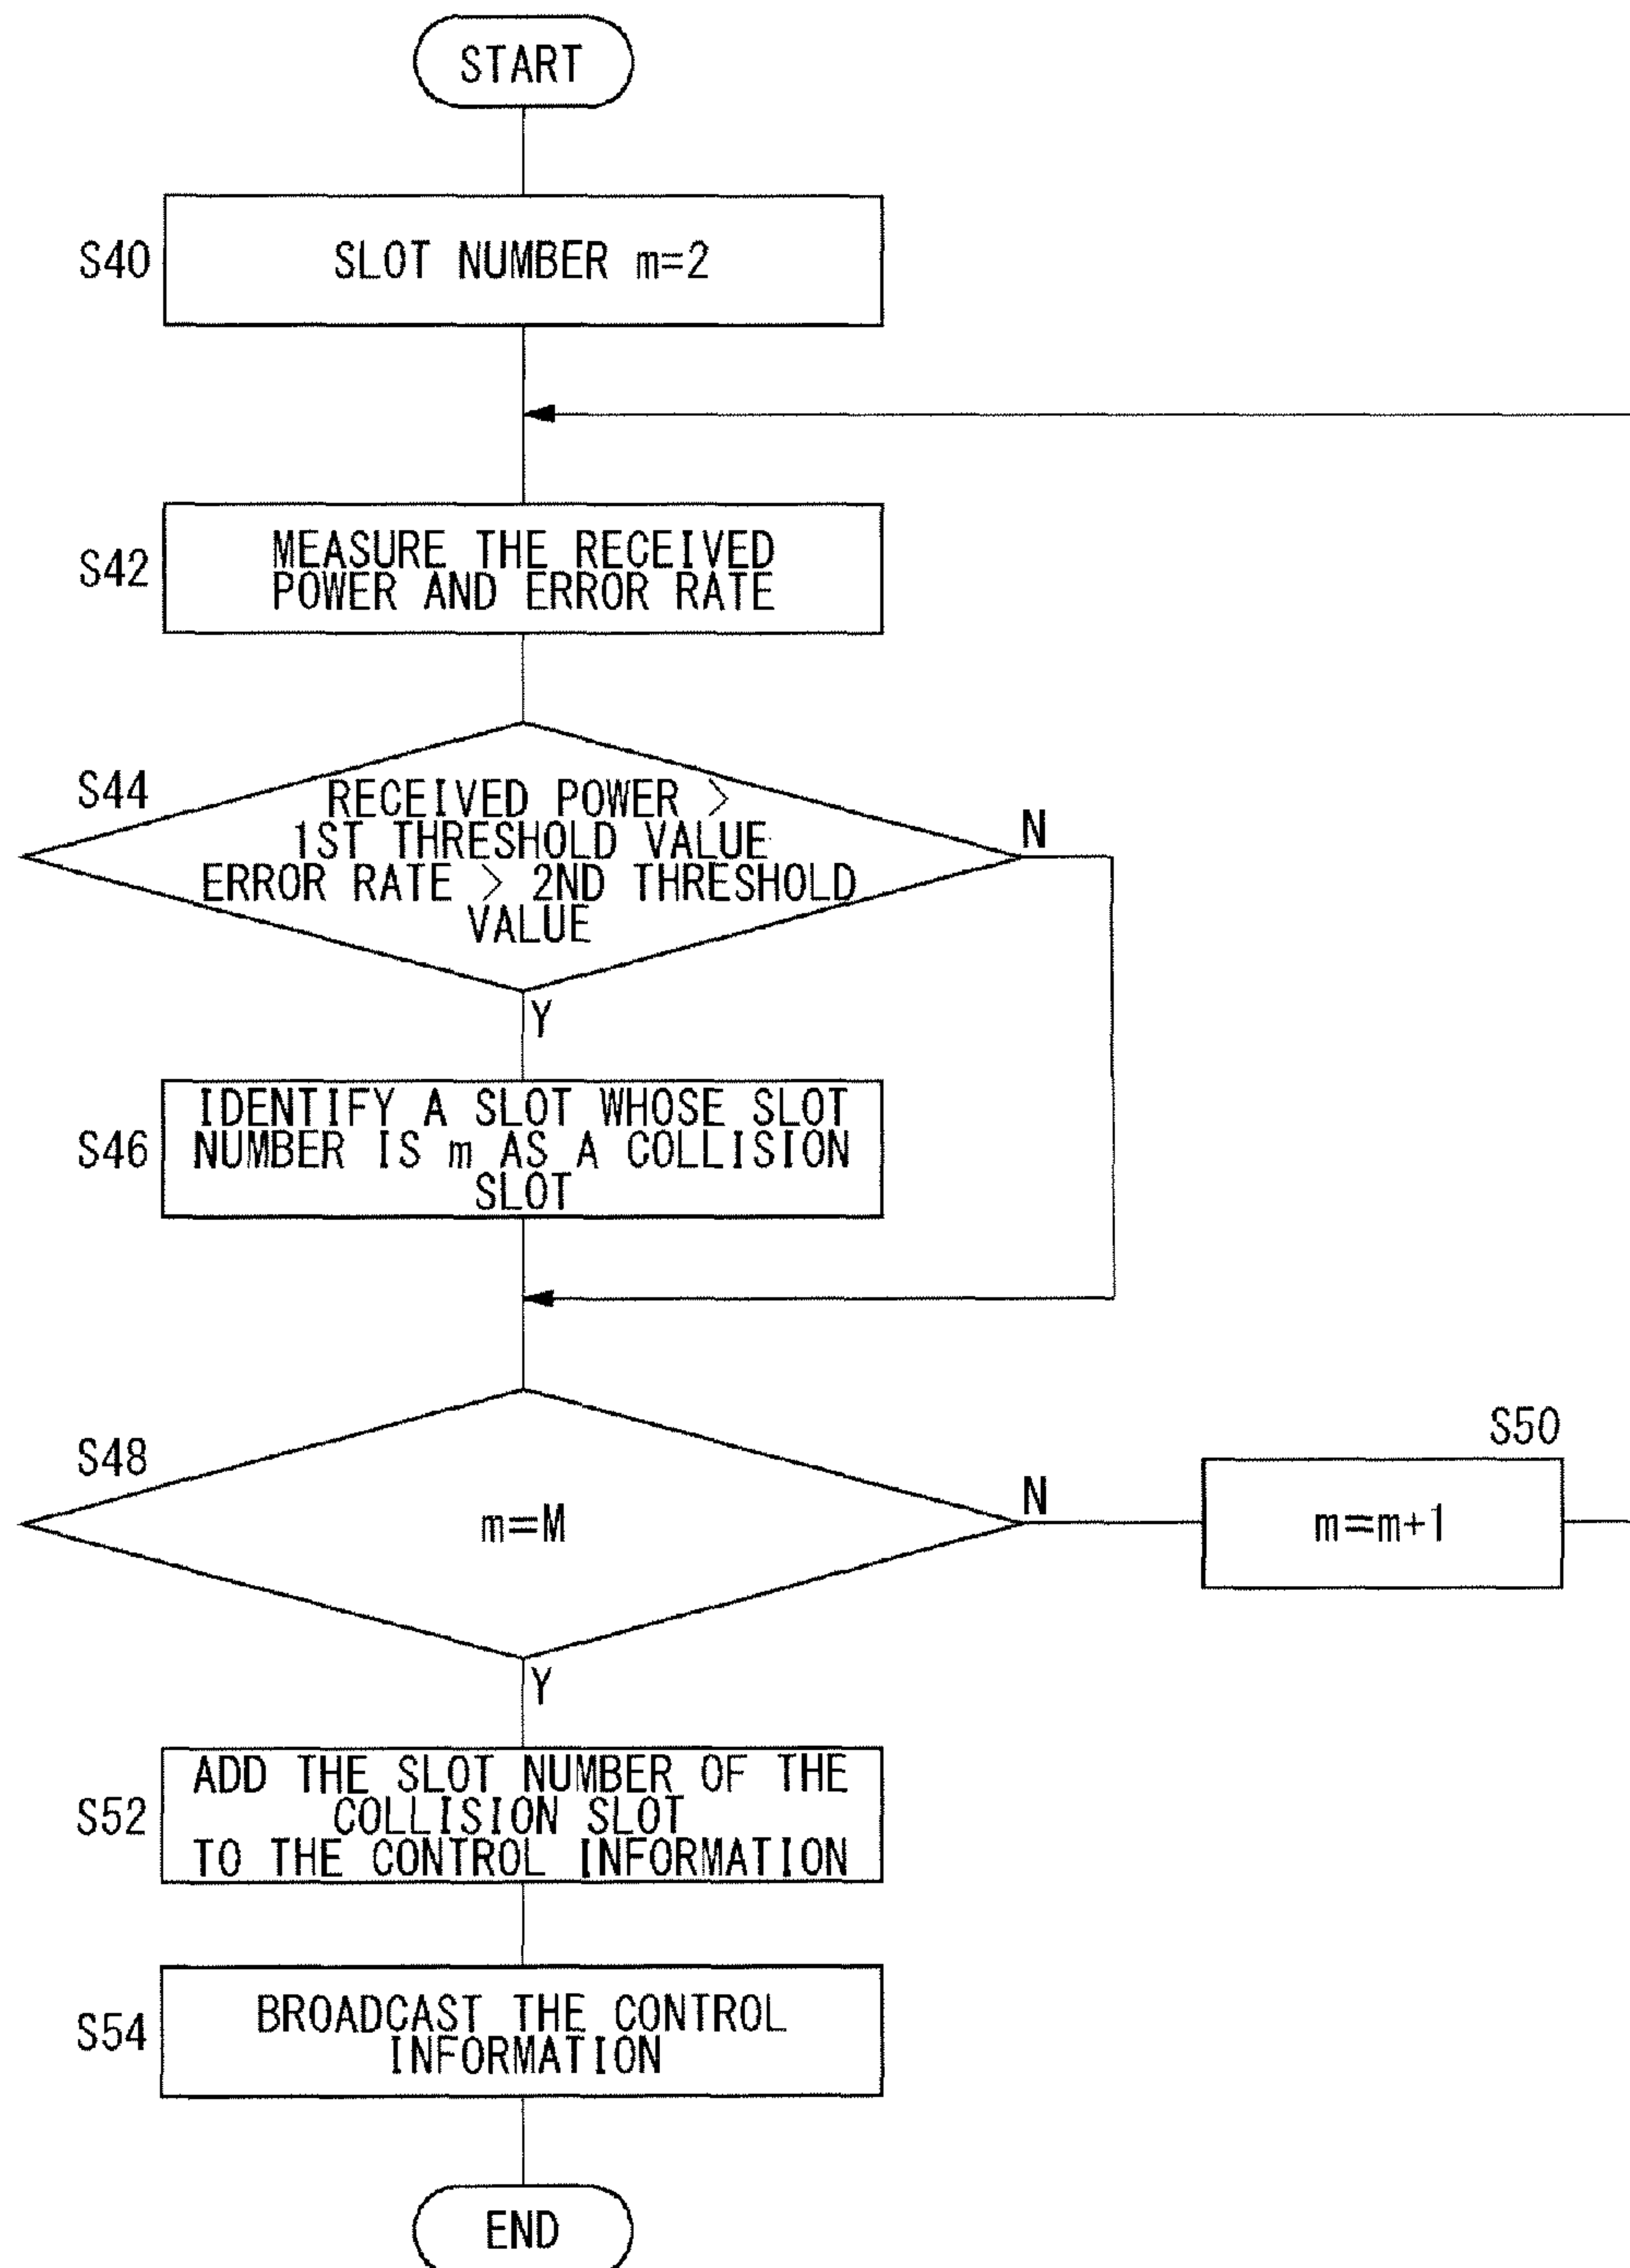 START
S40
SLOT NUMBER m=2
S42
MEASURE THE RECEIVED
POWER AND ERROR RATE
S44
RECEIVED POWER >
1ST THRESHOLD VALUE
ERROR RATE > 2ND THRESHOLD
VALUE
N
Y
S46
IDENTIFY A SLOT WHOSE SLOT
NUMBER IS m AS A COLLISION
SLOT
S48
m=M
N
S50
m=m+1
Y
S52
ADD THE SLOT NUMBER OF THE
COLLISION SLOT
TO THE CONTROL INFORMATION
S54
BROADCAST THE CONTROL
INFORMATION
END